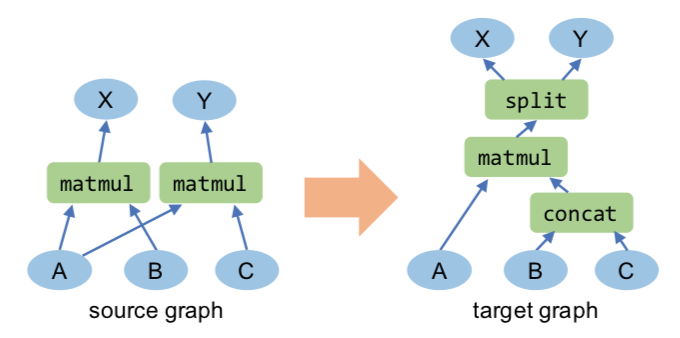 X Y
matmul matmul
A B C
source graph
X Y
split
matmul
concat
A B C
target graph